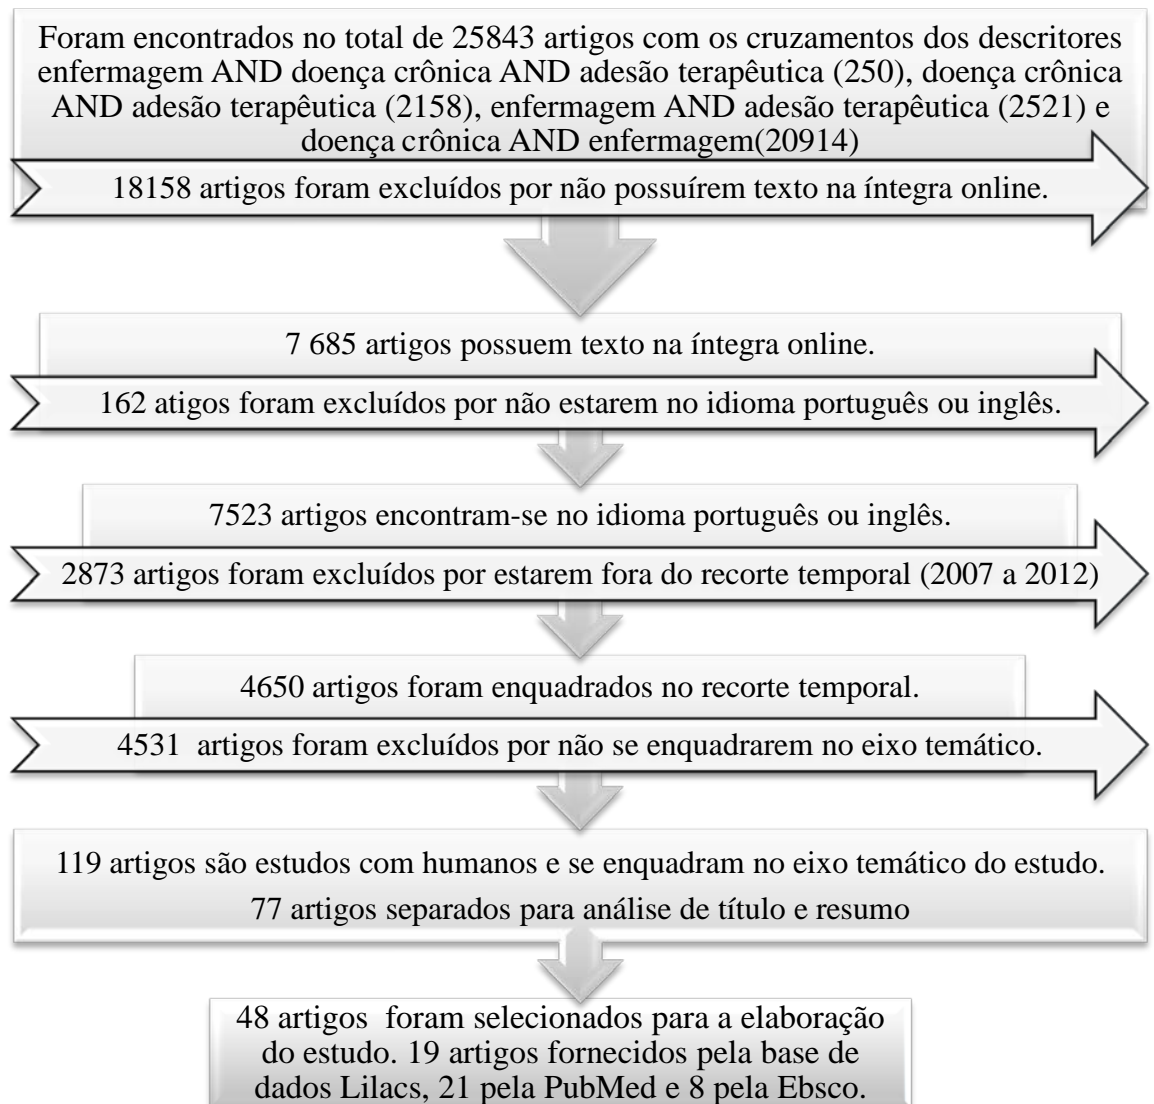 Foram encontrados no total de 25843 artigos com os cruzamentos dos descritores
enfermagem AND doença crônica AND adesão terapêutica (250), doença crônica
AND adesão terapêutica (2158), enfermagem AND adesão terapêutica (2521) e
doença crônica AND enfermagem(20914)
18158 artigos foram excluídos por não possuírem texto na íntegra online.
7 685 artigos possuem texto na íntegra online.
162 atigos foram excluídos por não estarem no idioma português ou inglês.
7523 artigos encontram-se no idioma português ou inglês.
2873 artigos foram excluídos por estarem fora do recorte temporal (2007 a 2012)
4650 artigos foram enquadrados no recorte temporal.
4531 artigos foram excluídos por não se enquadrarem no eixo temático.
119 artigos são estudos com humanos e se enquadram no eixo temático do estudo.
77 artigos separados para análise de título e resumo
48 artigos foram selecionados para a elaboração
do estudo. 19 artigos fornecidos pela base de
dados Lilacs, 21 pela PubMed e 8 pela Ebsco.